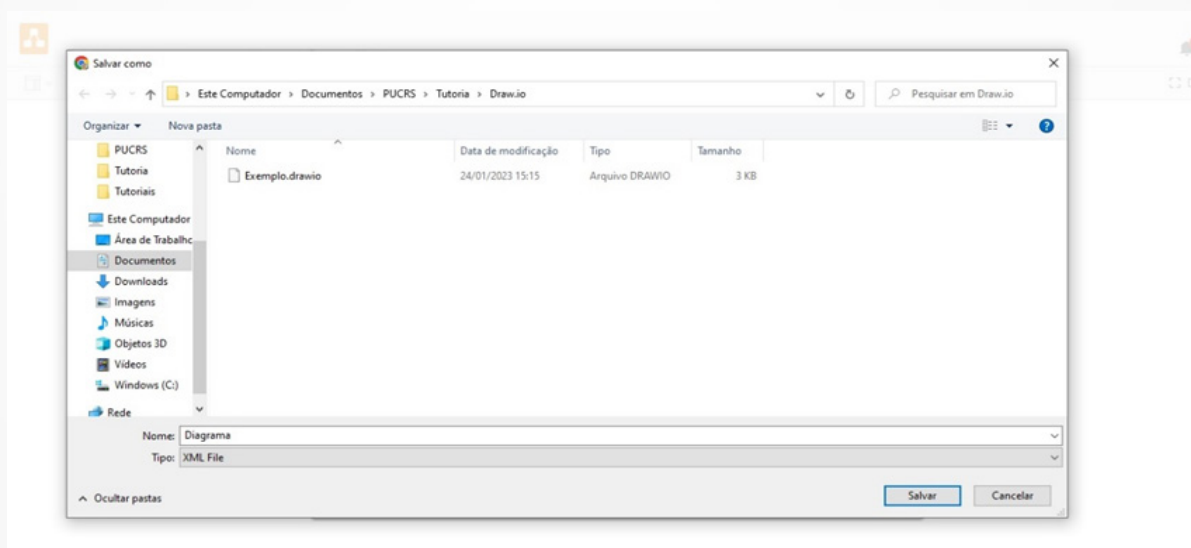 Salvar como
Este Computador > Documentos > PUCRS > Tutoria > Draw.io
Pesquisar em Draw.io
Organizar Nova pasta
PUCRS
Tutoria
Tutoriais
Este Computador
Área de Trabalho
Documentos
Downloads
Imagens
Músicas
Objetos 3D
Vídeos
Windows (C:)
Rede
Nome Data de modificação Tipo Tamanho
Exemplo.drawio 24/01/2023 15:15 Arquivo DRAWIO 3 KB
Nome: Diagrama
Tipo: XML File
Ocultar pastas
Salvar Cancelar